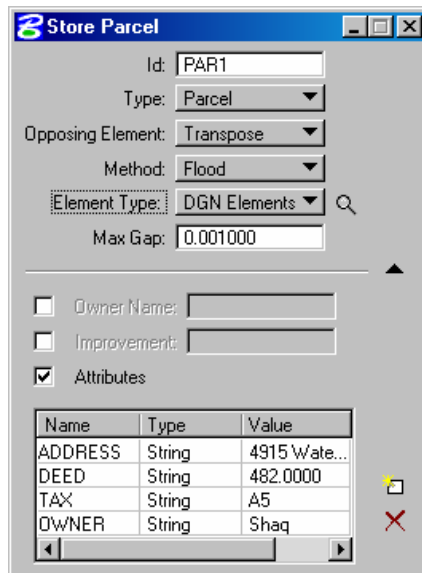 Store Parcel
Id: PAR1
Type: Parcel
Opposing Element: Transpose
Method: Flood
Element Type: DGN Elements
Max Gap: 0.001000
Owner Name:
Improvement:
Attributes
Name Type Value
ADDRESS String 4915 Wate...
DEED String 482.0000
TAX String A5
OWNER String Shaq